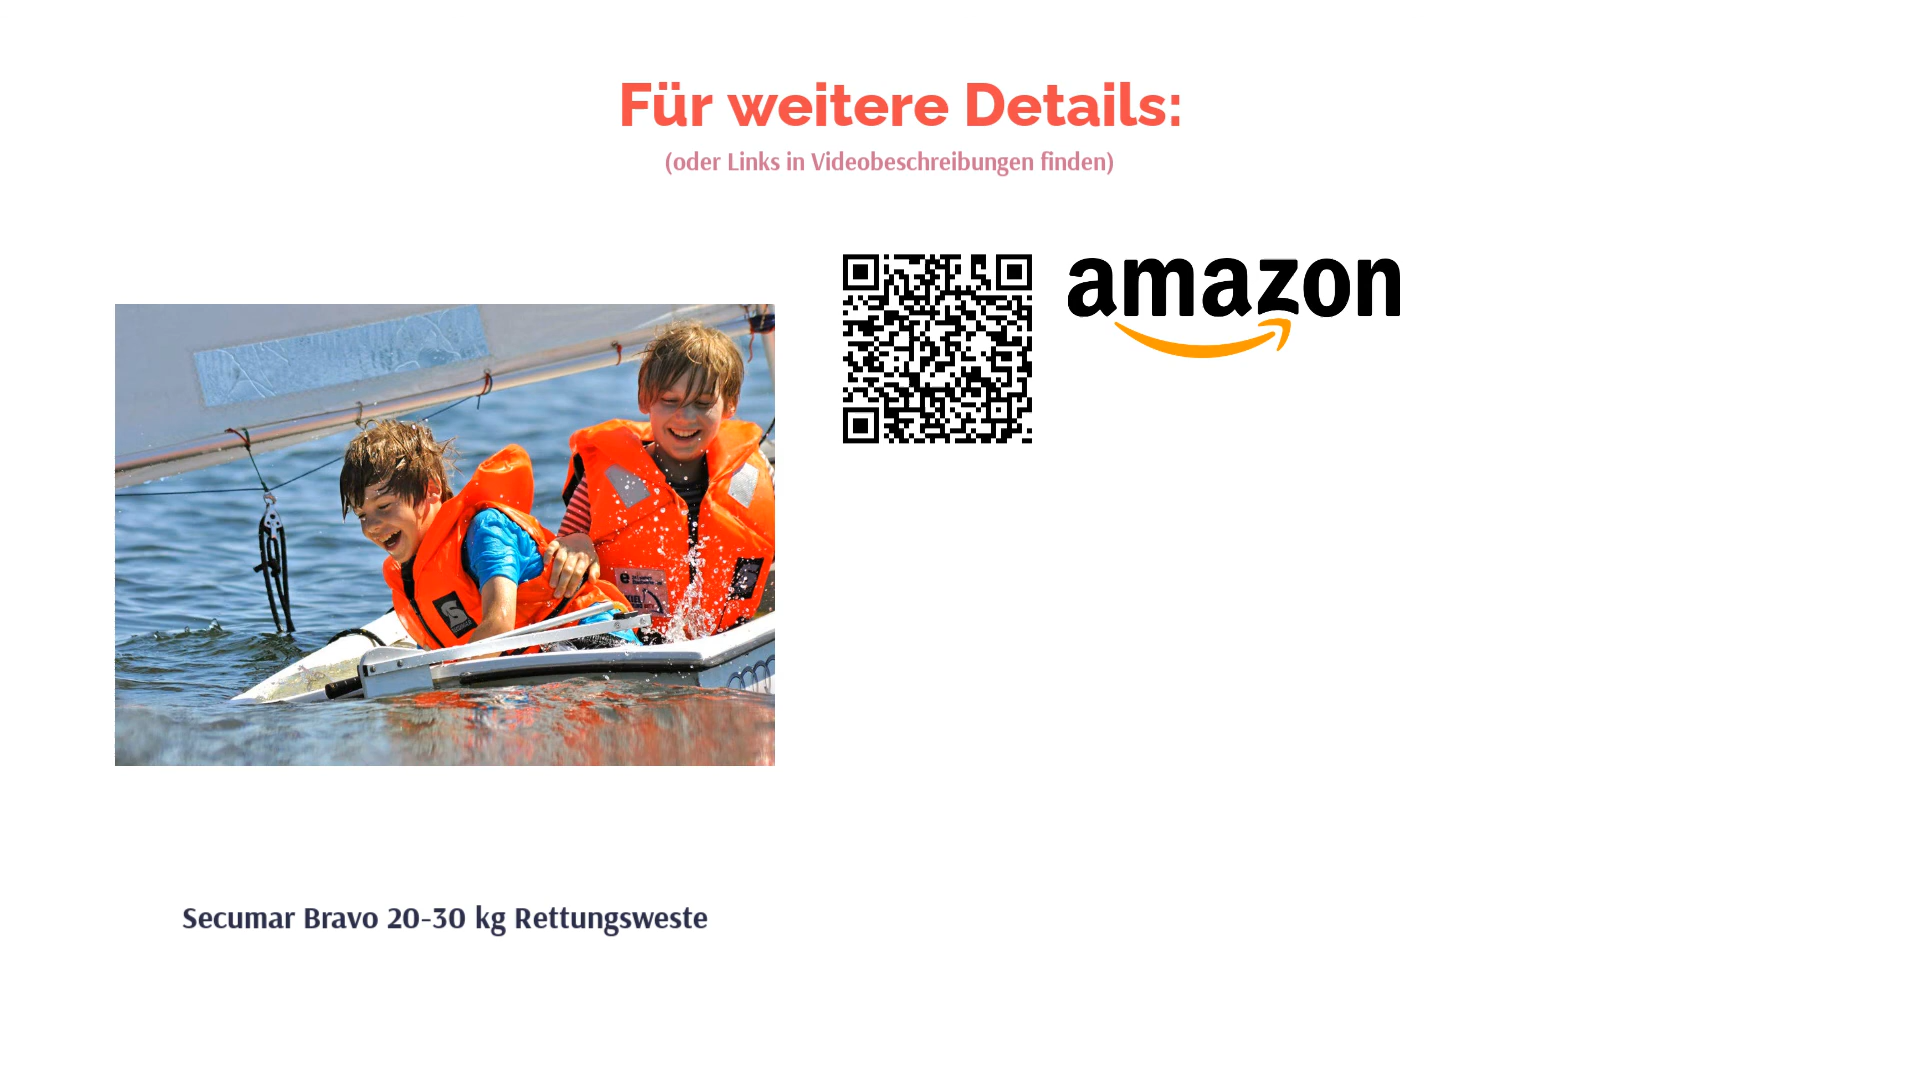 Für weitere Details:
(oder Links in Videobeschreibungen finden)
amazon
Secumar Bravo 20-30 kg Rettungsweste